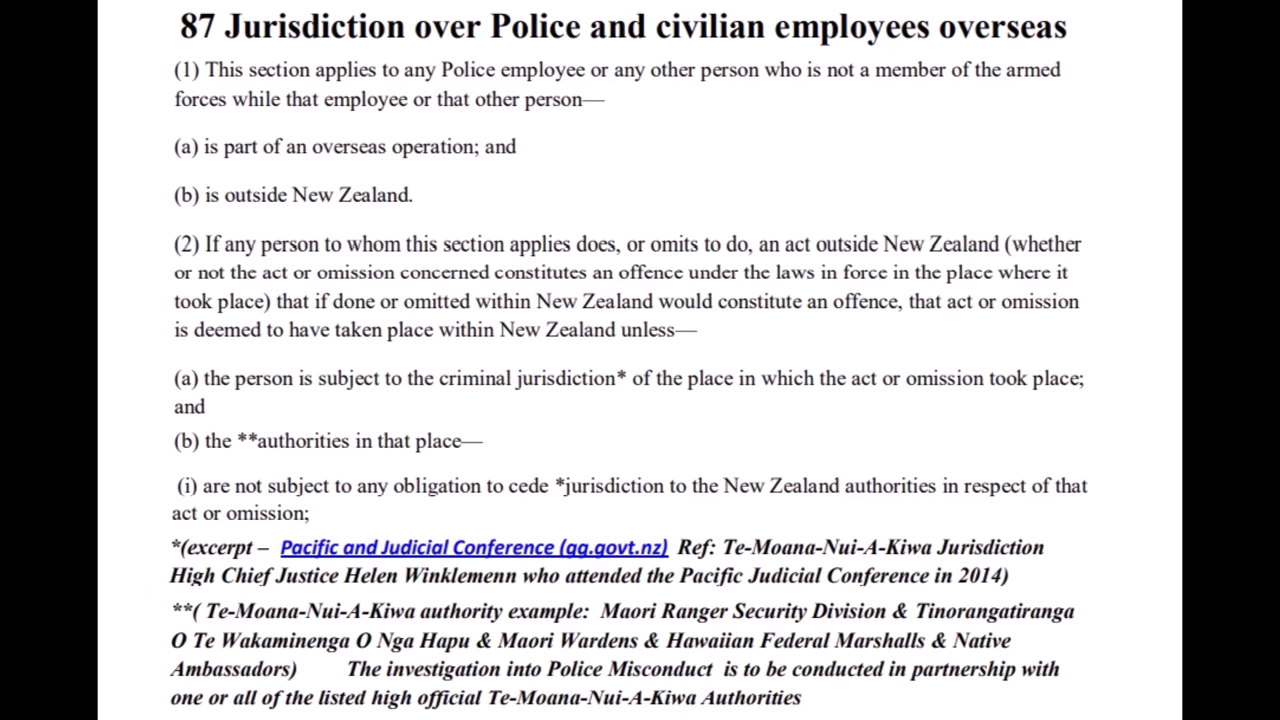 87 Jurisdiction over Police and civilian employees overseas
(1) This section applies to any Police employee or any other person who is not a member of the armed
forces while that employee or that other person—
(a) is part of an overseas operation; and
(b) is outside New Zealand.
(2) If any person to whom this section applies does, or omits to do, an act outside New Zealand (whether
or not the act or omission concerned constitutes an offence under the laws in force in the place where it
took place) that if done or omitted within New Zealand would constitute an offence, that act or omission
is deemed to have taken place within New Zealand unless—
(a) the person is subject to the criminal jurisdiction* of the place in which the act or omission took place;
and
(b) the **authorities in that place—
(i) are not subject to any obligation to cede *jurisdiction to the New Zealand authorities in respect of that
act or omission;
*(excerpt – Pacific and Judicial Conference (gg.govt.nz) Ref: Te-Moana-Nui-A-Kiwa Jurisdiction
High Chief Justice Helen Winklemenn who attended the Pacific Judicial Conference in 2014)
**( Te-Moana-Nui-A-Kiwa authority example: Maori Ranger Security Division & Tinorangatiranga
O Te Wakaminenga O Nga Hapu & Maori Wardens & Hawaiian Federal Marshalls & Native
Ambassadors) The investigation into Police Misconduct is to be conducted in partnership with
one or all of the listed high official Te-Moana-Nui-A-Kiwa Authorities